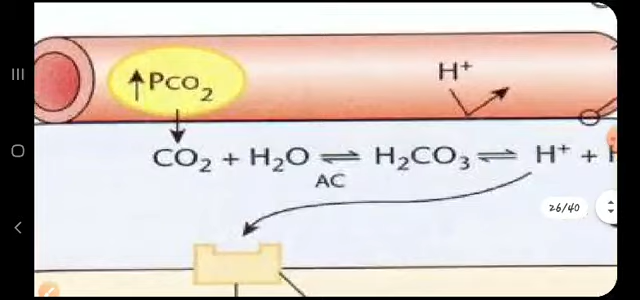 ↑PCO₂
H⁺
CO₂ + H₂O ⇌ H₂CO₃ ⇌ H⁺ +
AC
26/40